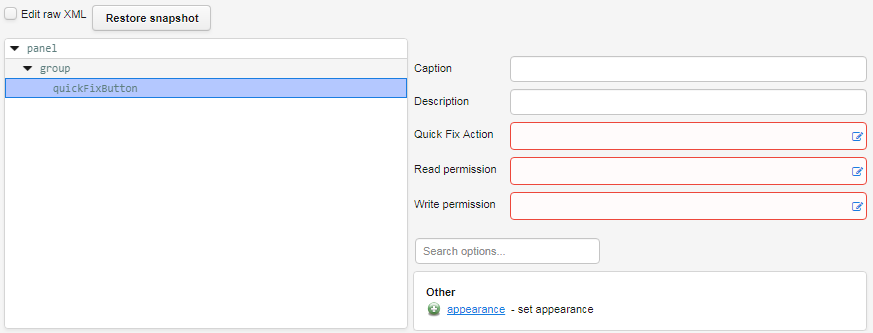 Edit raw XML Restore snapshot
panel
group
quickFixButton
Caption
Description
Quick Fix Action
Read permission
Write permission
Search options...
Other
appearance - set appearance